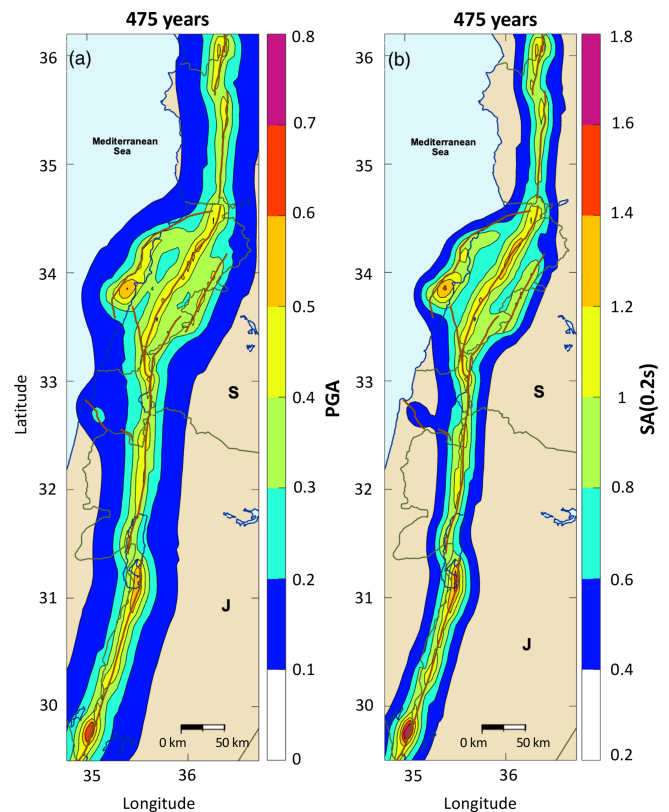 475 years
475 years
(a)
Mediterranean
Sea
S
J
0 km
50 km
36
35
34
33
32
31
30
35
36
Latitude
Longitude
0.8
0.7
0.6
0.5
0.4
0.3
0.2
0.1
0
PGA
(b)
Mediterranean
Sea
S
J
0 km
50 km
36
35
34
33
32
31
30
35
36
Longitude
1.8
1.6
1.4
1.2
1
0.8
0.6
0.4
0.2
SA(0.2s)